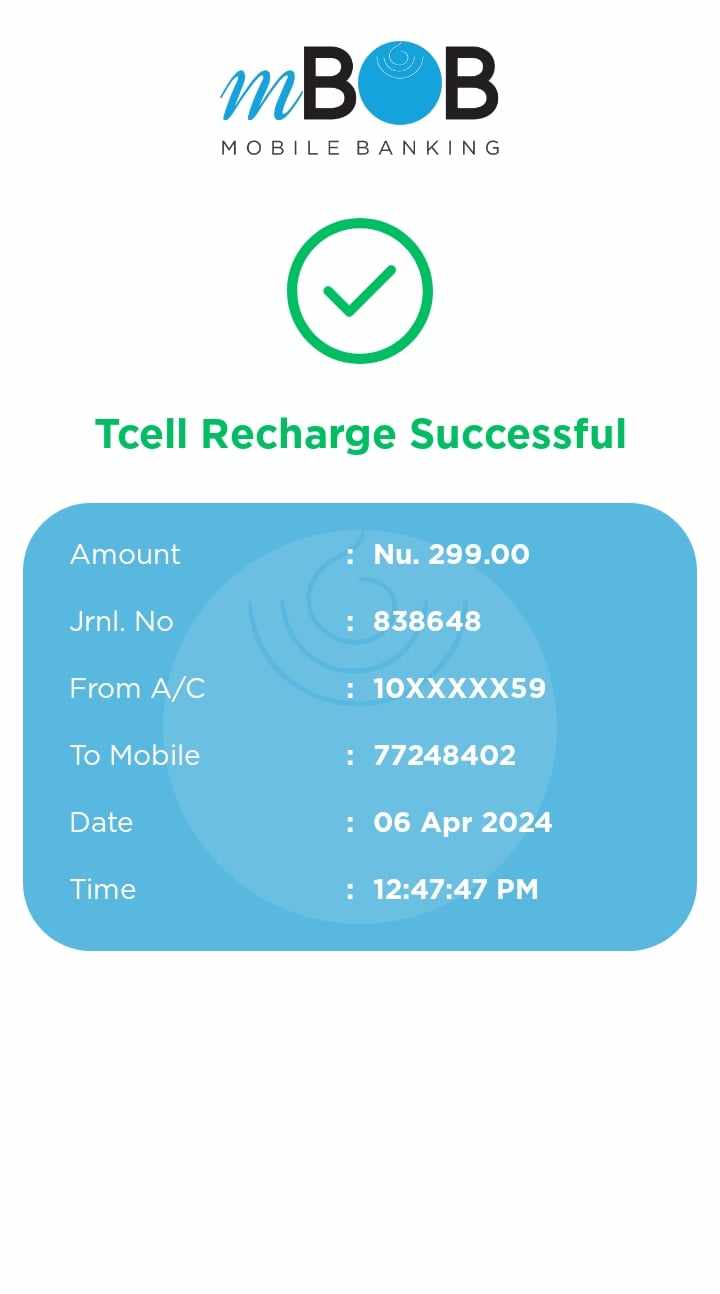 mBOB
MOBILE BANKING
Tcell Recharge Successful
Amount : Nu. 299.00
Jrnl. No : 838648
From A/C : 10XXXXX59
To Mobile : 77248402
Date : 06 Apr 2024
Time : 12:47:47 PM